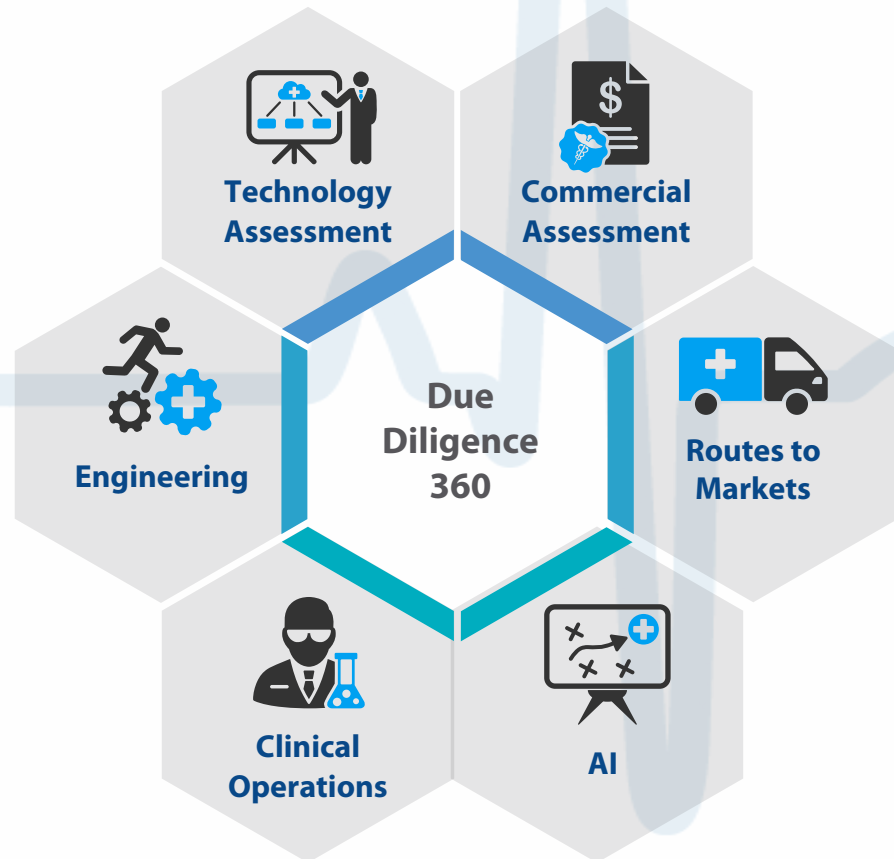 Technology
Assessment
Commercial
Assessment
$
Engineering
Due
Diligence
360
Routes to
Markets
Clinical
Operations
AI